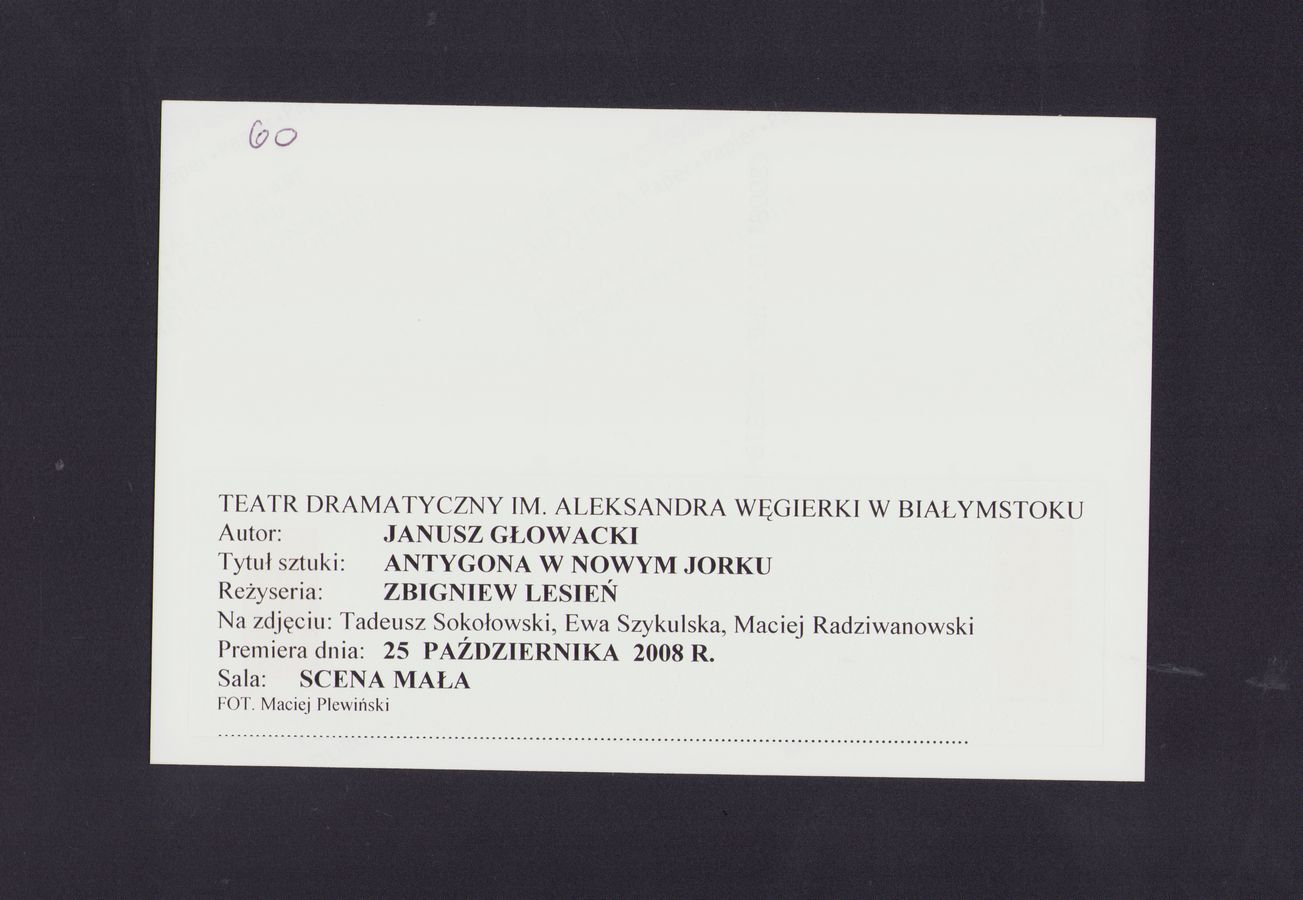 60
TEATR DRAMATYCZNY IM. ALEKSANDRA WĘGIERKI W BIAŁYMSTOKU
Autor: JANUSZ GŁOWACKI
Tytuł sztuki: ANTYGONA W NOWYM JORKU
Reżyseria: ZBIGNIEW LESIEŃ
Na zdjęciu: Tadeusz Sokołowski, Ewa Szykulska, Maciej Radziwanowski
Premiera dnia: 25 PAŹDZIERNIKA 2008 R.
Sala: SCENA MAŁA
FOT. Maciej Plewiński